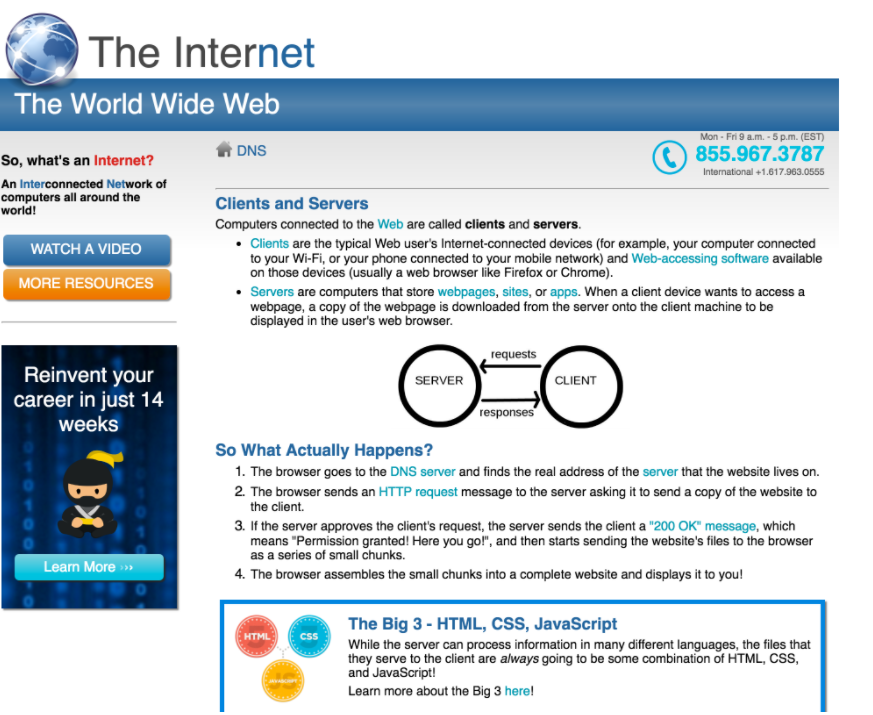 The Internet
The World Wide Web
So, what's an Internet?
An Interconnected Network of
computers all around the
world!
WATCH A VIDEO
MORE RESOURCES
Reinvent your
career in just 14
weeks
Learn More ›››
DNS
Mon - Fri 9 a.m. - 5 p.m. (EST)
855.967.3787
International +1.617.963.0555
Clients and Servers
Computers connected to the Web are called clients and servers.
• Clients are the typical Web user's Internet-connected devices (for example, your computer connected
to your Wi-Fi, or your phone connected to your mobile network) and Web-accessing software available
on those devices (usually a web browser like Firefox or Chrome).
• Servers are computers that store webpages, sites, or apps. When a client device wants to access a
webpage, a copy of the webpage is downloaded from the server onto the client machine to be
displayed in the user's web browser.
requests
SERVER CLIENT
responses
So What Actually Happens?
1. The browser goes to the DNS server and finds the real address of the server that the website lives on.
2. The browser sends an HTTP request message to the server asking it to send a copy of the website to
the client.
3. If the server approves the client's request, the server sends the client a "200 OK" message, which
means "Permission granted! Here you go!", and then starts sending the website's files to the browser
as a series of small chunks.
4. The browser assembles the small chunks into a complete website and displays it to you!
HTML CSS
JAVASCRIPT
JS
The Big 3 - HTML, CSS, JavaScript
While the server can process information in many different languages, the files that
they serve to the client are always going to be some combination of HTML, CSS,
and JavaScript!
Learn more about the Big 3 here!